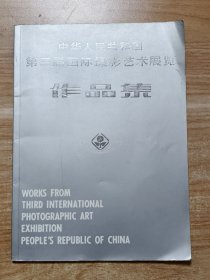 中华人民共和国
第三届国际摄影艺术展览
作品集
WORKS FROM
THIRD INTERNATIONAL
PHOTOGRAPHIC ART
EXHIBITION
PEOPLE'S REPUBLIC OF CHINA